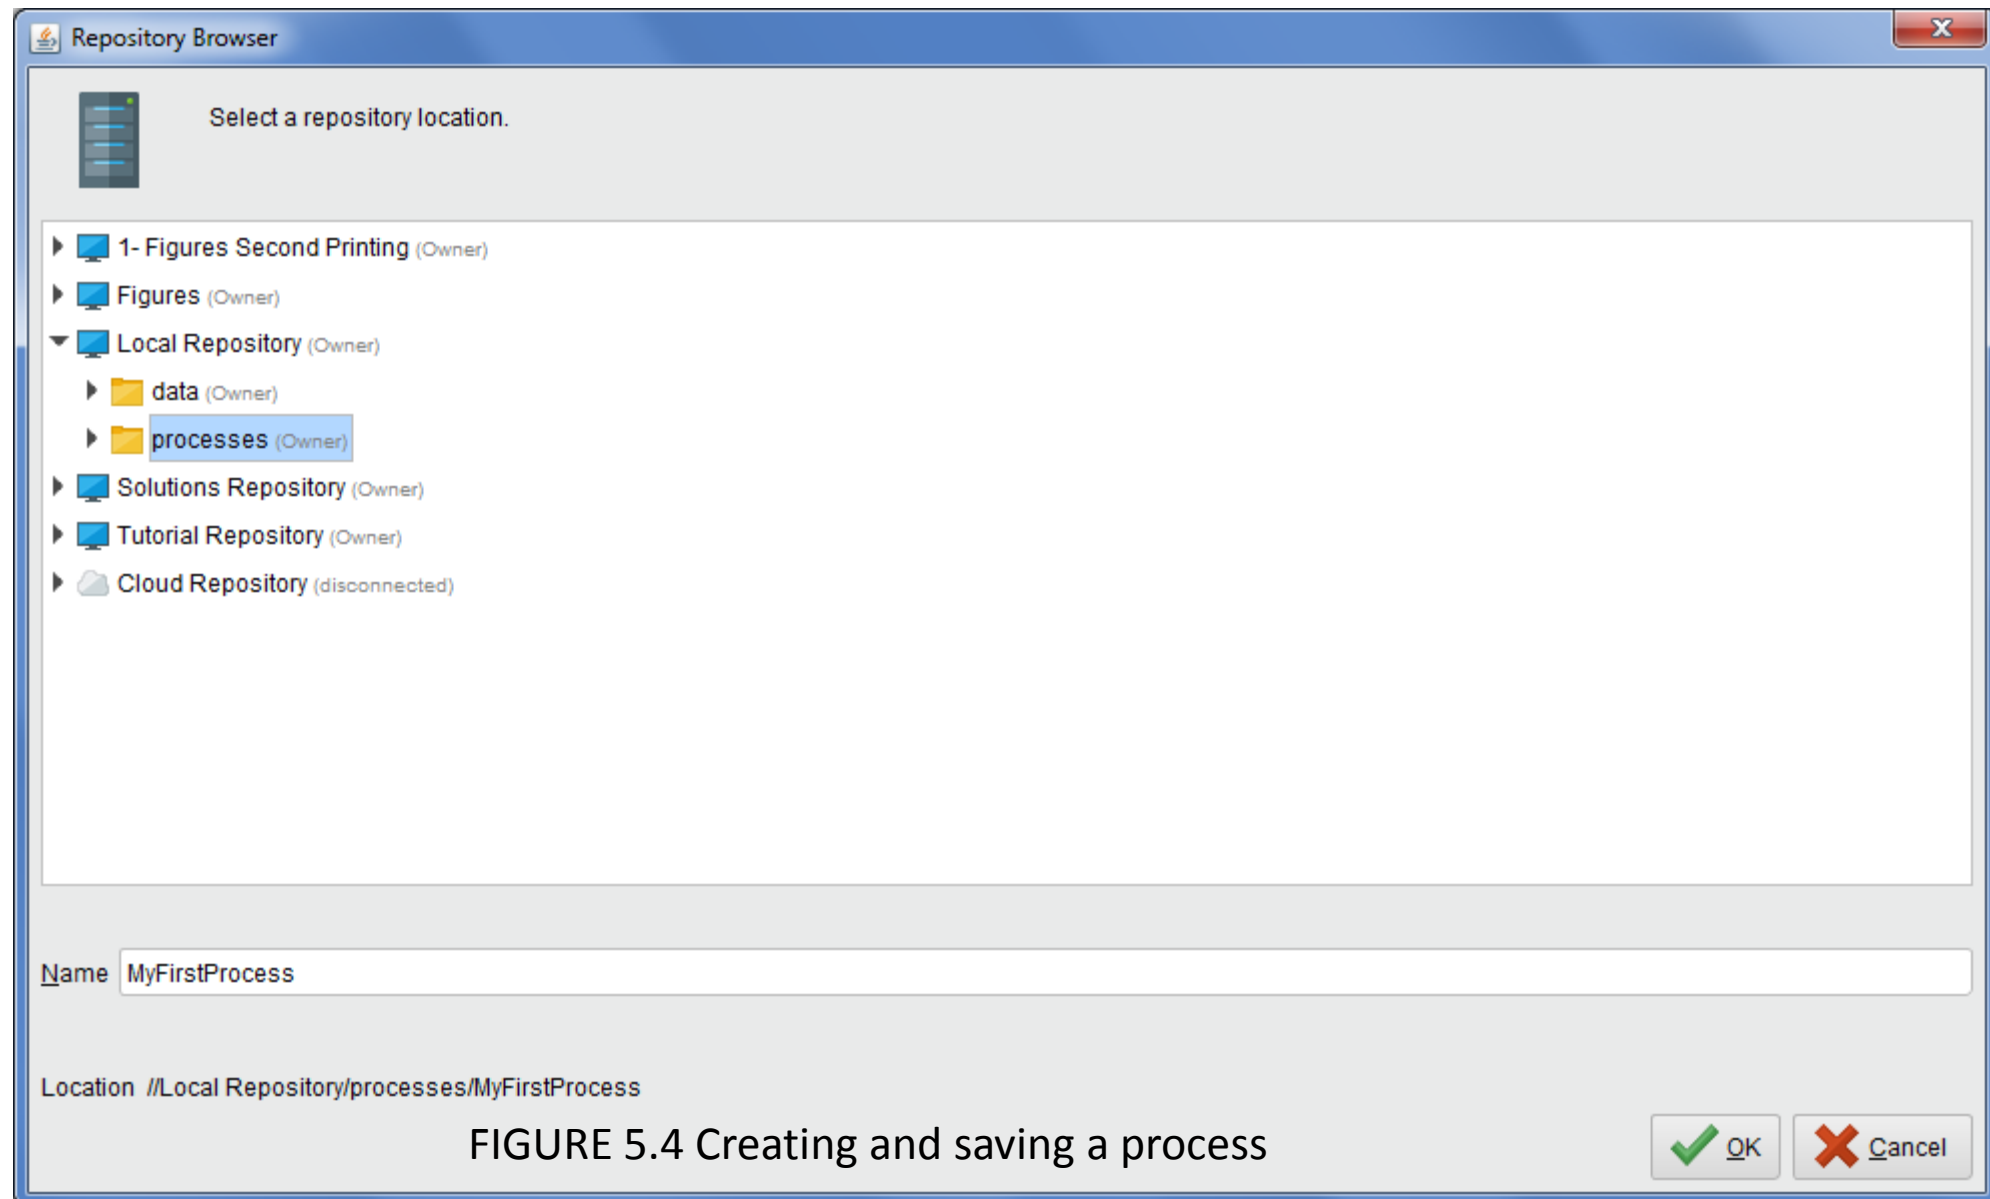 Repository Browser
Select a repository location.
1- Figures Second Printing (Owner)
Figures (Owner)
Local Repository (Owner)
data (Owner)
processes (Owner)
Solutions Repository (Owner)
Tutorial Repository (Owner)
Cloud Repository (disconnected)
Name MyFirstProcess
Location //Local Repository/processes/MyFirstProcess
FIGURE 5.4 Creating and saving a process
OK Cancel